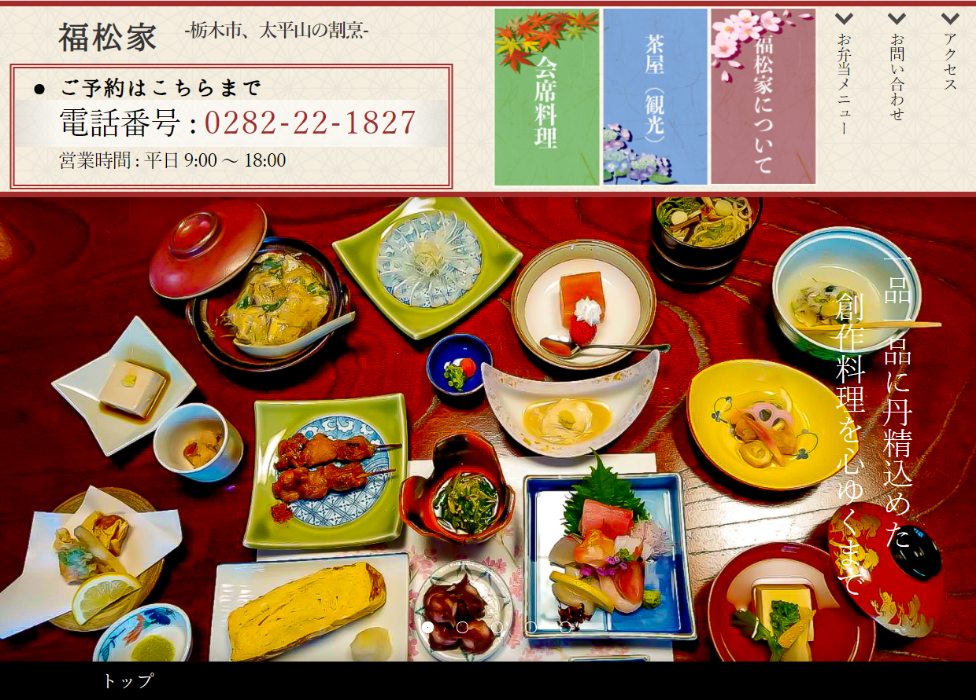 福松家
-栃木市、太平山の割烹-
● ご予約はこちらまで
電話番号 : 0282-22-1827
営業時間 : 平日 9:00 ～ 18:00
会席料理
茶屋（観光）
福松家について
お弁当メニュー
お問い合わせ
アクセス
一品一品に丹精込めた
創作料理を心ゆくまで
トップ